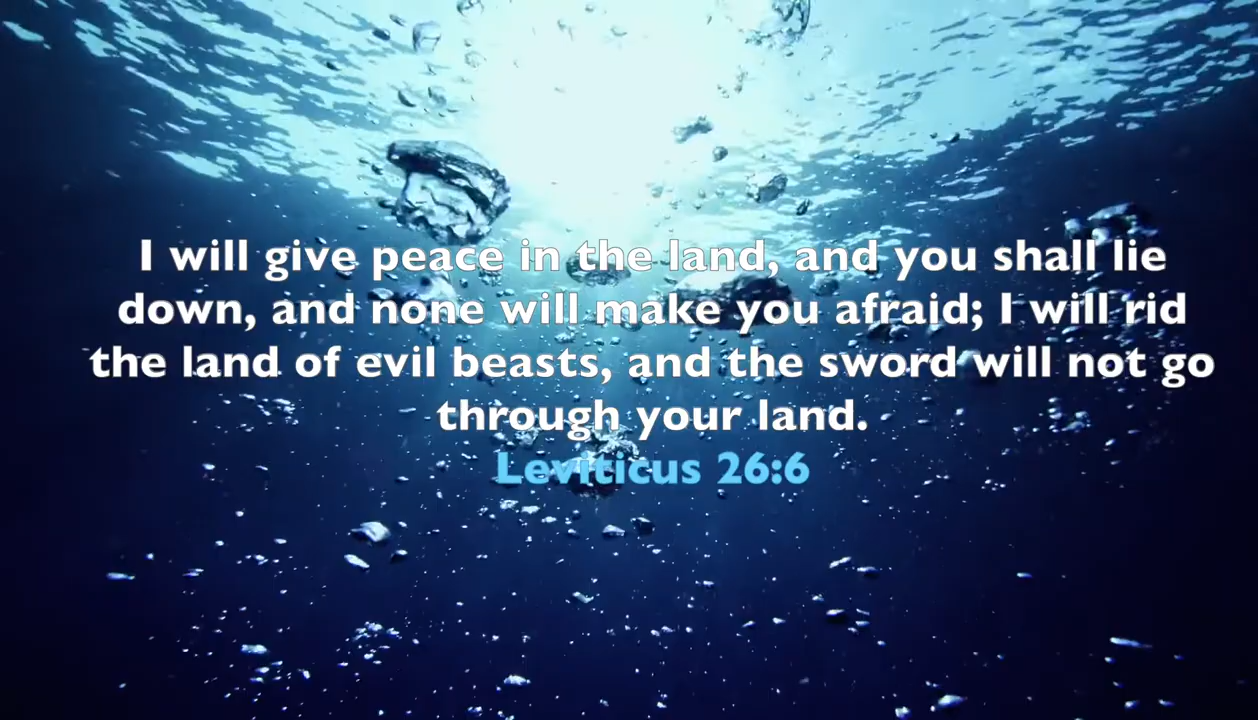 I will give peace in the land, and you shall lie
down, and none will make you afraid; I will rid
the land of evil beasts, and the sword will not go
through your land.
Leviticus 26:6